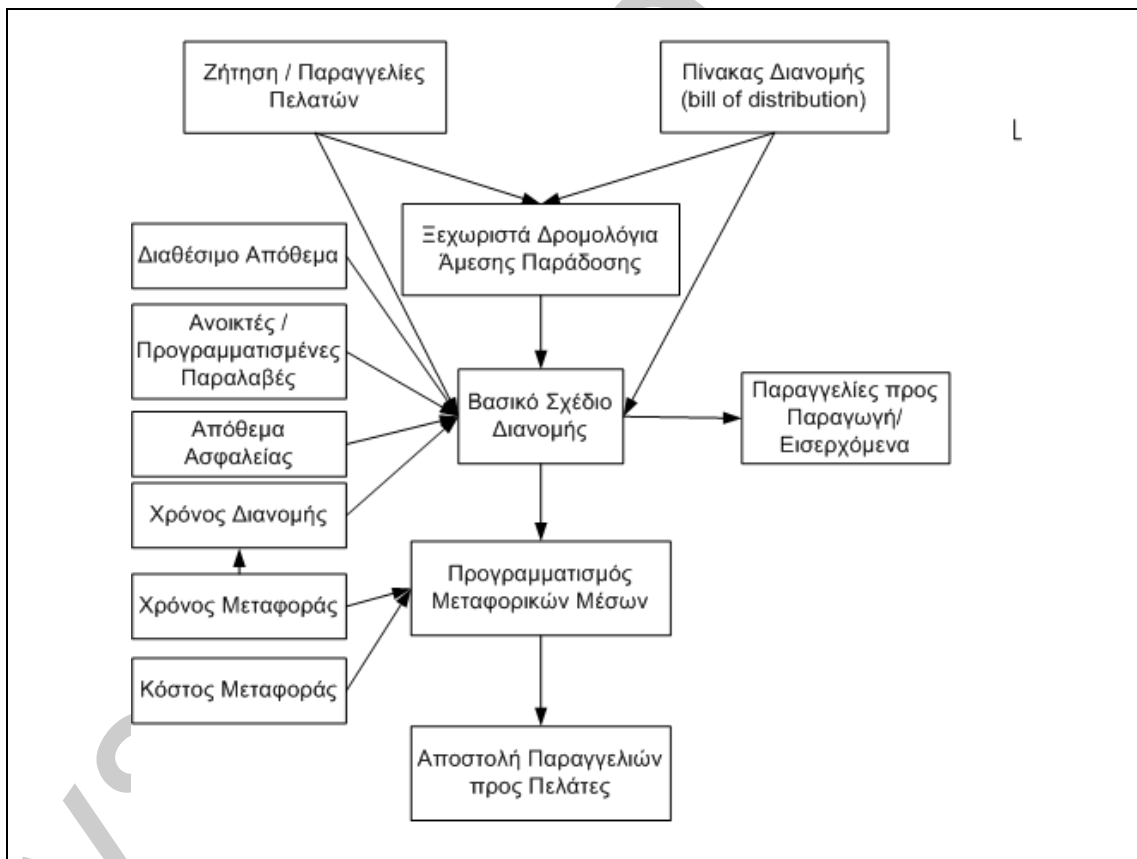 Ζήτηση / Παραγγελίες
Πελατών
Πίνακας Διανομής
(bill of distribution)
L
Ξεχωριστά Δρομολόγια
Άμεσης Παράδοσης
Διαθέσιμο Απόθεμα
Ανοικτές /
Προγραμματισμένες
Παραλαβές
Απόθεμα
Ασφαλείας
Χρόνος Διανομής
Χρόνος Μεταφοράς
Κόστος Μεταφοράς
Βασικό Σχέδιο
Διανομής
Παραγγελίες προς
Παραγωγή/
Εισερχόμενα
Προγραμματισμός
Μεταφορικών Μέσων
Αποστολή Παραγγελιών
προς Πελάτες